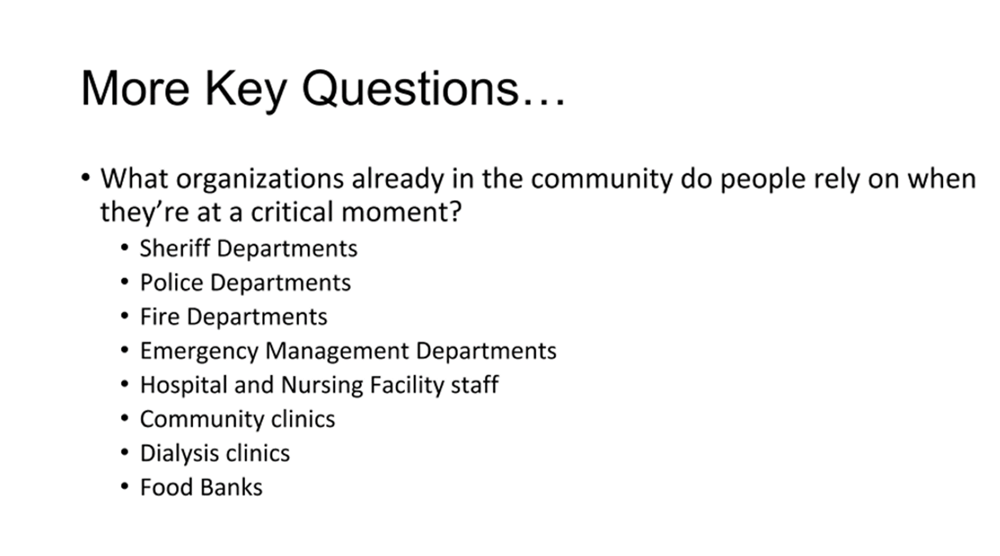 More Key Questions…
• What organizations already in the community do people rely on when
they’re at a critical moment?
• Sheriff Departments
• Police Departments
• Fire Departments
• Emergency Management Departments
• Hospital and Nursing Facility staff
• Community clinics
• Dialysis clinics
• Food Banks